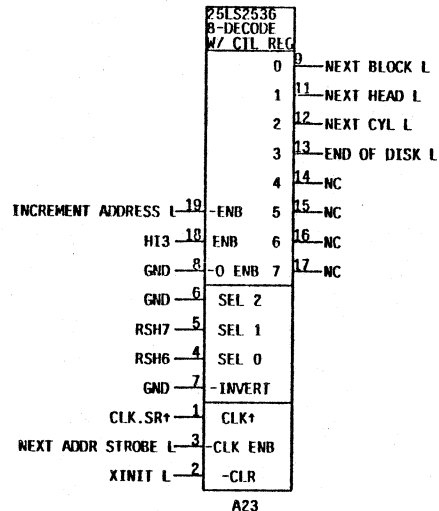 25LS2536
8-DECODE
W/ CTL REG
0 9 NEXT BLOCK L
1 11 NEXT HEAD L
2 12 NEXT CYL L
3 13 END OF DISK L
4 14 NC
INCREMENT ADDRESS L 19 -ENB 5 15 NC
HI3 18 ENB 6 16 NC
GND 8 -O ENB 7 17 NC
GND 6 SEL 2
RSH7 5 SEL 1
RSH6 4 SEL 0
GND 7 -INVERT
CLK.SR↑ 1 CLK↑
NEXT ADDR STROBE L 3 -CLK ENB
XINIT L 2 -CLR
A23